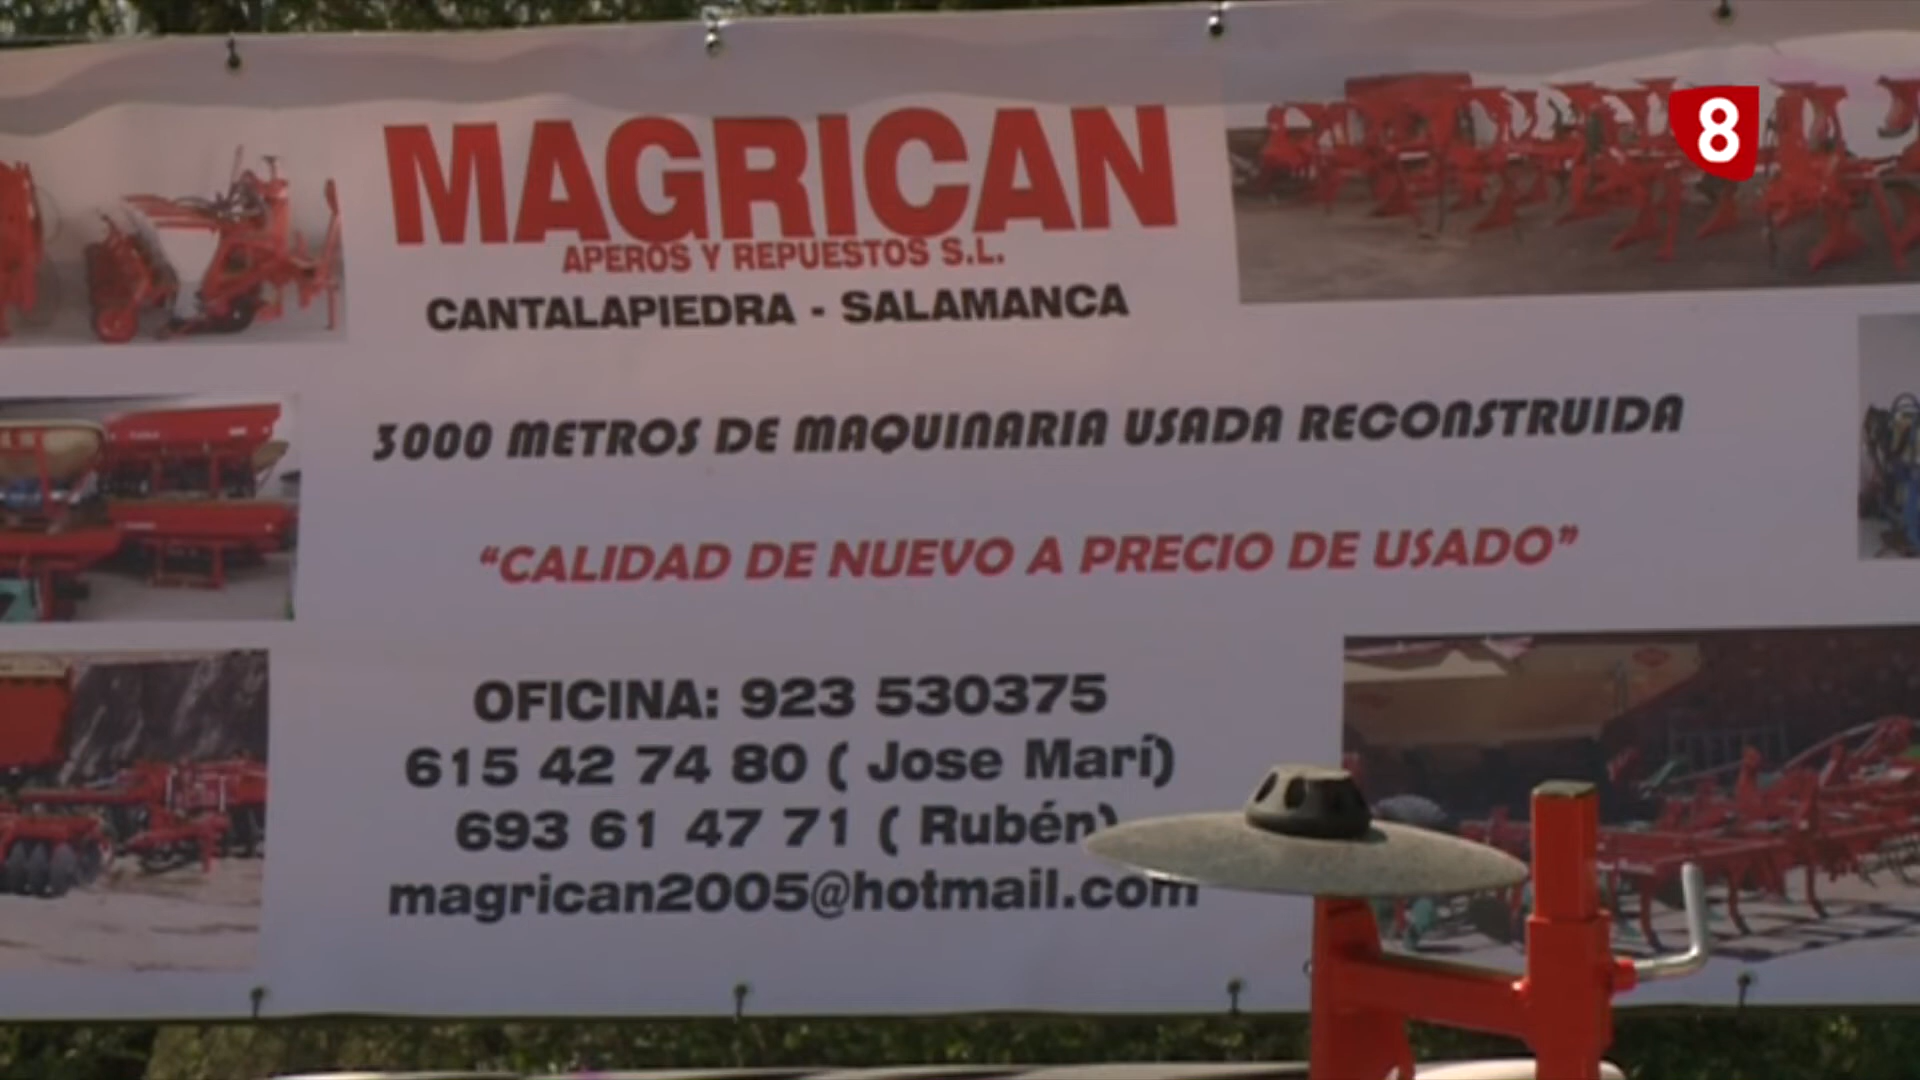 8
MAGRICAN
APEROS Y REPUESTOS S.L.
CANTALAPIEDRA - SALAMANCA
3000 METROS DE MAQUINARIA USADA RECONSTRUIDA
“CALIDAD DE NUEVO A PRECIO DE USADO”
OFICINA: 923 530375
615 42 74 80 ( Jose Marí)
693 61 47 71 ( Rubén)
magrican2005@hotmail.com